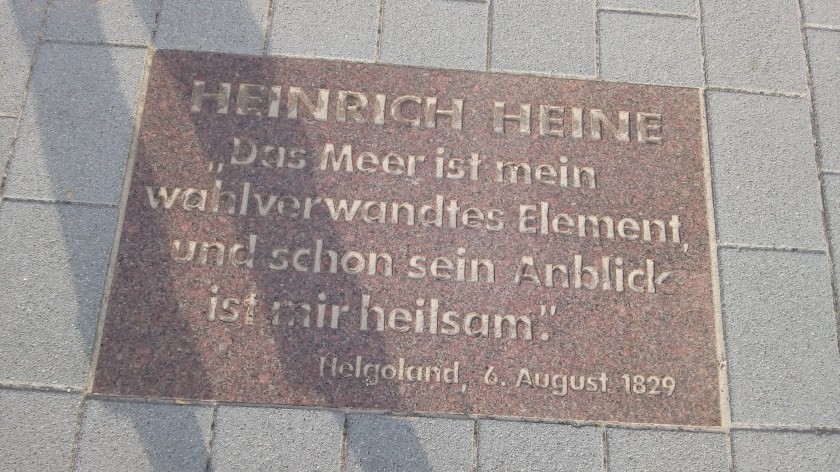 HEINRICH HEINE
„Das Meer ist mein
wahlverwandtes Element,
und schon sein Anblick
ist mir heilsam."
Helgoland, 6. August 1829